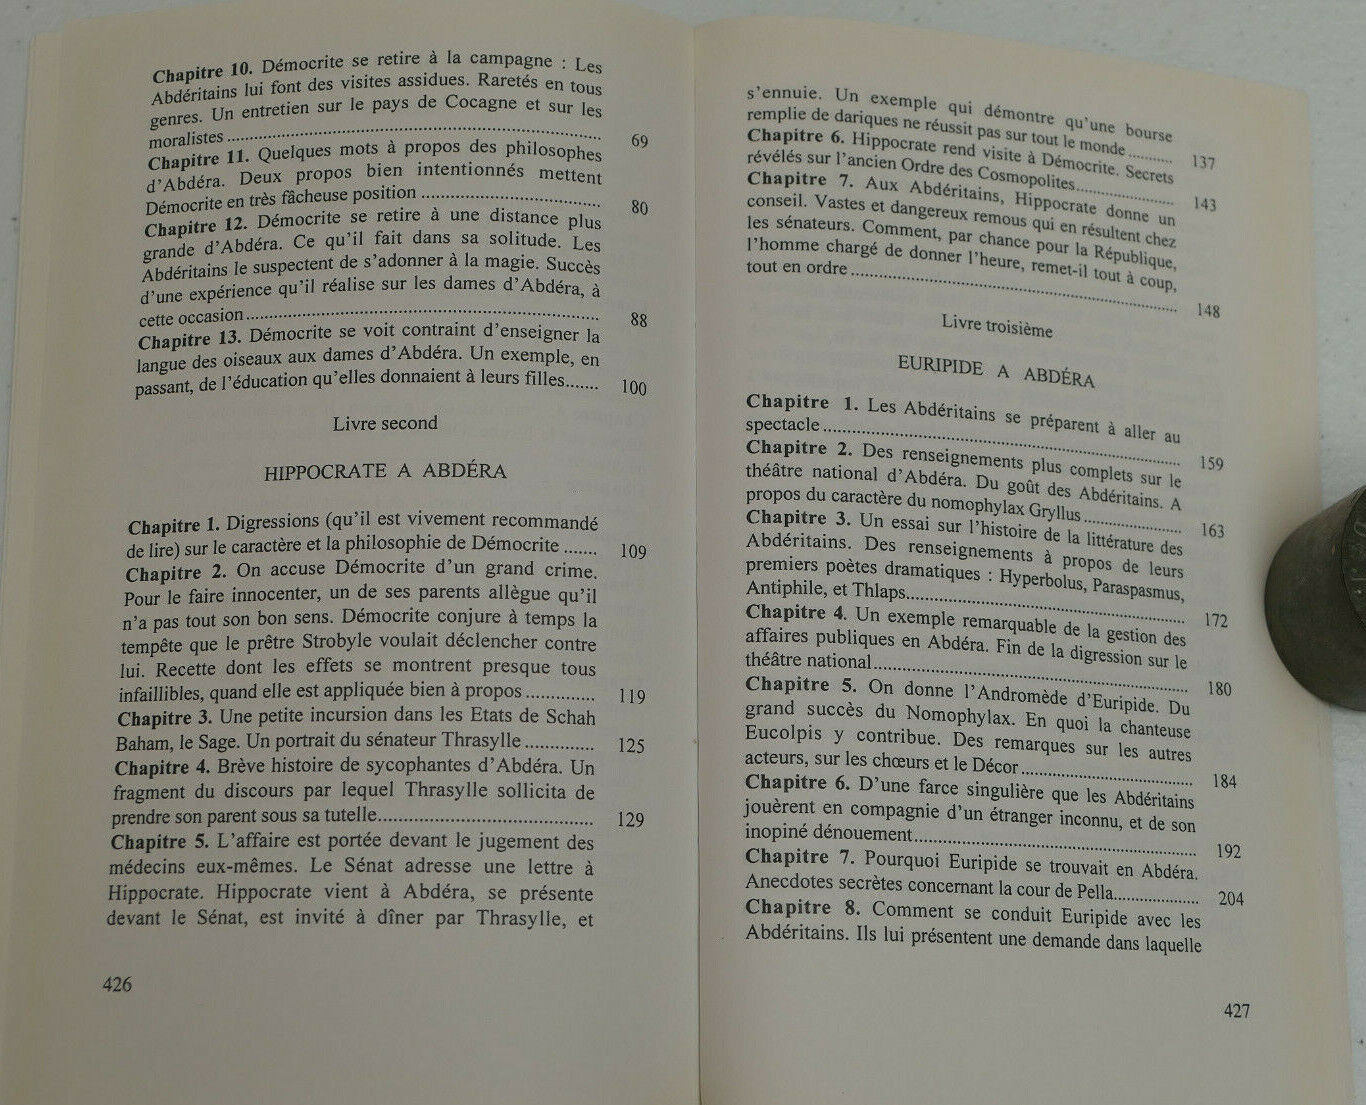 Chapitre 10. Démocrite se retire à la campagne : Les
Abdéritains lui font des visites assidues. Raretés en tous
genres. Un entretien sur le pays de Cocagne et sur les
moralistes ........ 69
Chapitre 11. Quelques mots à propos des philosophes
d'Abdéra. Deux propos bien intentionnés mettent
Démocrite en très fâcheuse position ........ 80
Chapitre 12. Démocrite se retire à une distance plus
grande d'Abdéra. Ce qu'il fait dans sa solitude. Les
Abdéritains le suspectent de s'adonner à la magie. Succès
d'une expérience qu'il réalise sur les dames d'Abdéra, à
cette occasion ........ 88
Chapitre 13. Démocrite se voit contraint d'enseigner la
langue des oiseaux aux dames d'Abdéra. Un exemple, en
passant, de l'éducation qu'elles donnaient à leurs filles....... 100
Livre second
HIPPOCRATE A ABDÉRA
Chapitre 1. Digressions (qu'il est vivement recommandé
de lire) sur le caractère et la philosophie de Démocrite ....... 109
Chapitre 2. On accuse Démocrite d'un grand crime.
Pour le faire innocenter, un de ses parents allègue qu'il
n'a pas tout son bon sens. Démocrite conjure à temps la
tempête que le prêtre Strobyle voulait déclencher contre
lui. Recette dont les effets se montrent presque tous
infaillibles, quand elle est appliquée bien à propos ........ 119
Chapitre 3. Une petite incursion dans les Etats de Schah
Baham, le Sage. Un portrait du sénateur Thrasylle ........ 125
Chapitre 4. Brève histoire de sycophantes d'Abdéra. Un
fragment du discours par lequel Thrasylle sollicita de
prendre son parent sous sa tutelle........ 129
Chapitre 5. L'affaire est portée devant le jugement des
médecins eux-mêmes. Le Sénat adresse une lettre à
Hippocrate. Hippocrate vient à Abdéra, se présente
devant le Sénat, est invité à dîner par Thrasylle, et
426
s'ennuie. Un exemple qui démontre qu'une bourse
remplie de dariques ne réussit pas sur tout le monde ........ 137
Chapitre 6. Hippocrate rend visite à Démocrite. Secrets
révélés sur l'ancien Ordre des Cosmopolites........ 143
Chapitre 7. Aux Abdéritains, Hippocrate donne un
conseil. Vastes et dangereux remous qui en résultent chez
les sénateurs. Comment, par chance pour la République,
l'homme chargé de donner l'heure, remet-il tout à coup,
tout en ordre ........ 148
Livre troisième
EURIPIDE A ABDÉRA
Chapitre 1. Les Abdéritains se préparent à aller au
spectacle ........ 159
Chapitre 2. Des renseignements plus complets sur le
théâtre national d'Abdéra. Du goût des Abdéritains. A
propos du caractère du nomophylax Gryllus ........ 163
Chapitre 3. Un essai sur l'histoire de la littérature des
Abdéritains. Des renseignements à propos de leurs
premiers poètes dramatiques : Hyperbolus, Paraspasmus,
Antiphile, et Thlaps........ 172
Chapitre 4. Un exemple remarquable de la gestion des
affaires publiques en Abdéra. Fin de la digression sur le
théâtre national........ 180
Chapitre 5. On donne l'Andromède d'Euripide. Du
grand succès du Nomophylax. En quoi la chanteuse
Eucolpis y contribue. Des remarques sur les autres
acteurs, sur les chœurs et le Décor ........ 184
Chapitre 6. D'une farce singulière que les Abdéritains
jouèrent en compagnie d'un étranger inconnu, et de son
inopiné dénouement........ 192
Chapitre 7. Pourquoi Euripide se trouvait en Abdéra.
Anecdotes secrètes concernant la cour de Pella........ 204
Chapitre 8. Comment se conduit Euripide avec les
Abdéritains. Ils lui présentent une demande dans laquelle
427